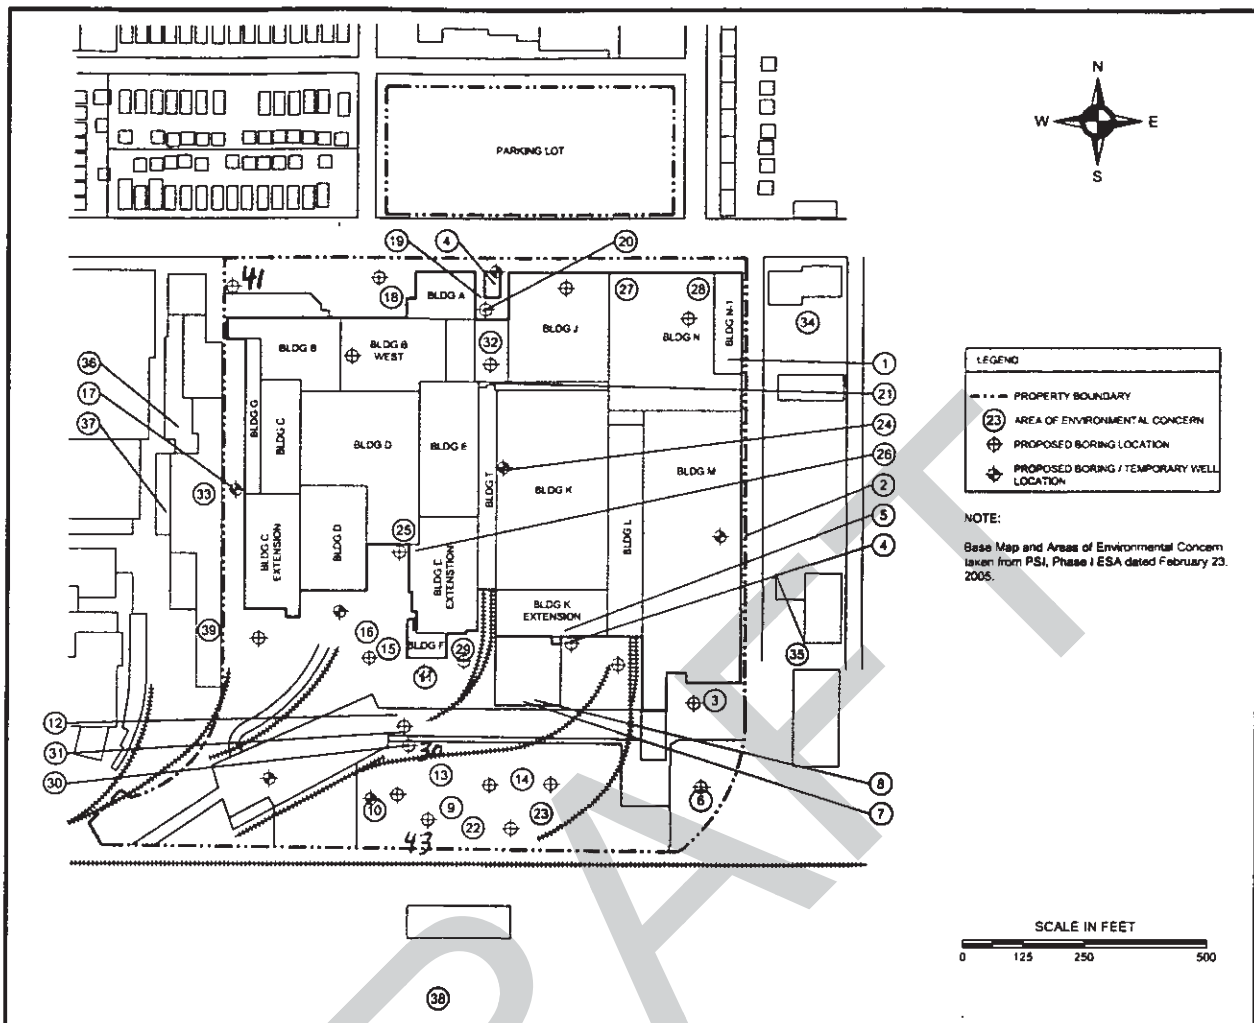 N
W E
S
PARKING LOT
19
4
20
41
18
BLDG A
27
28
BLDG N-1
34
BLDG J
BLDG N
BLDG B
BLDG B
WEST
32
1
36
21
17
37
BLDG G
BLDG C
BLDG D
BLDG E
BLDG T
24
26
BLDG K
BLDG M
2
33
5
25
4
BLDG C
EXTENSION
BLDG D
BLDG L
BLDG E
EXTENSTION
BLDG K
EXTENSION
39
16
15
BLDG F
29
35
11
3
12
31
30
30
13
14
8
10
9
22
23
6
7
43
38
LEGEND
PROPERTY BOUNDARY
23 AREA OF ENVIRONMENTAL CONCERN
PROPOSED BORING LOCATION
PROPOSED BORING / TEMPORARY WELL
LOCATION
NOTE:
Base Map and Areas of Environmental Concern
taken from PSI, Phase I ESA dated February 23,
2005.
SCALE IN FEET
0 125 250 500
DRAFT